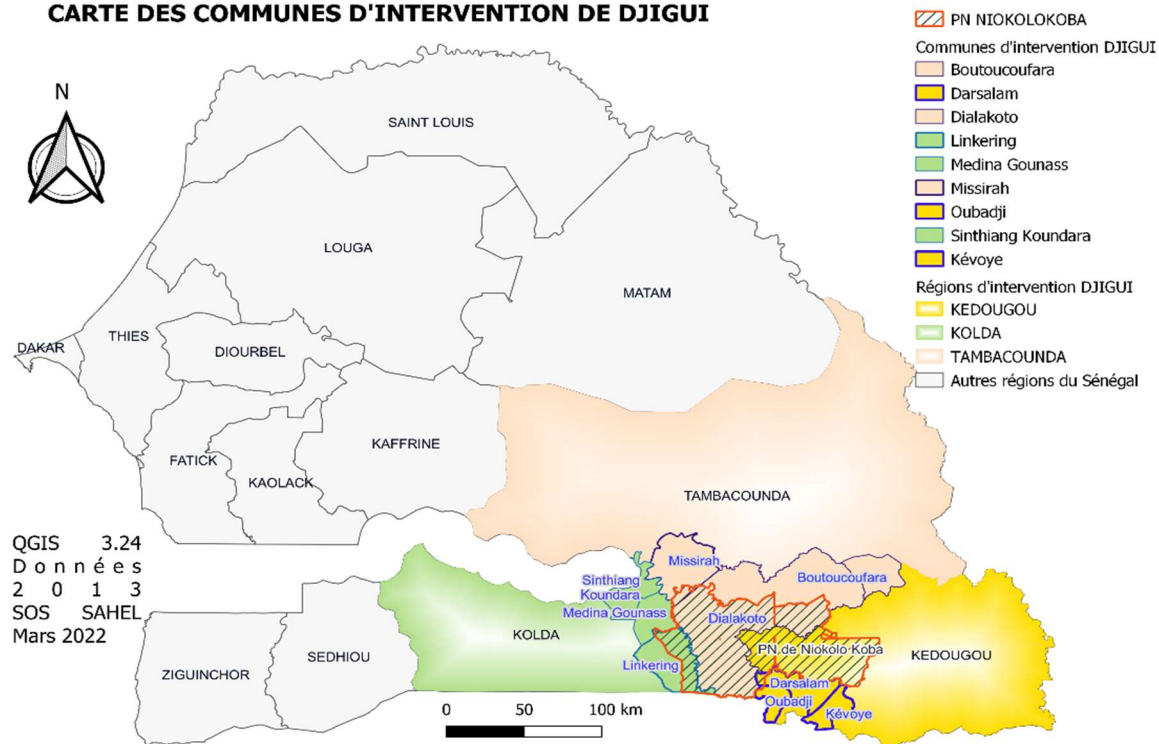 CARTE DES COMMUNES D'INTERVENTION DE DJIGUI
PN NIOKOLOKOBA
Communes d'intervention DJIGUI
Boutoucoufara
Darsalam
Dialakoto
Linkering
Medina Gounass
Missirah
Oubadji
Sinthiang Koundara
Kévoye
Régions d'intervention DJIGUI
KEDOUGOU
KOLDA
TAMBACOUNDA
Autres régions du Sénégal
N
SAINT LOUIS
LOUGA
MATAM
THIES
DAKAR
DIOURBEL
KAFFRINE
FATICK
KAOLACK
TAMBACOUNDA
QGIS 3.24
Données
2013
SOS SAHEL
Mars 2022
Missirah
Sinthiang
Koundara
Boutoucoufara
Medina Gounass
Dialakoto
KOLDA
PN de Niokolo Koba
SEDHIOU
KEDOUGOU
Linkering
ZIGUINCHOR
Darsalam
Oubadji
Kévoye
0 50 100 km